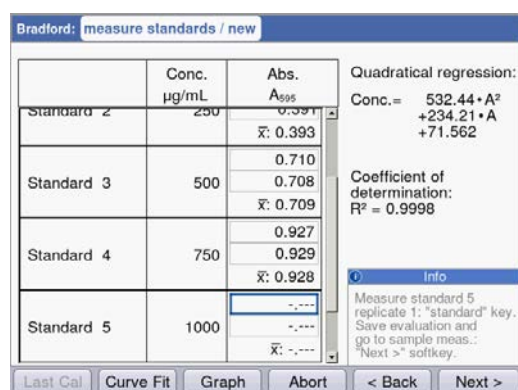 Bradford: measure standards / new
Conc. Abs.
µg/mL A₅₉₅
Standard 2 250 0.391
x̅: 0.393
Standard 3 500 0.710
0.708
x̅: 0.709
Standard 4 750 0.927
0.929
x̅: 0.928
Standard 5 1000 -.---
-.---
x̅: -.---
Quadratical regression:
Conc.= 532.44•A²
+234.21•A
+71.562
Coefficient of
determination:
R² = 0.9998
Info
Measure standard 5
replicate 1: "standard" key.
Save evaluation and
go to sample meas.:
"Next >" softkey.
Last Cal Curve Fit Graph Abort < Back Next >